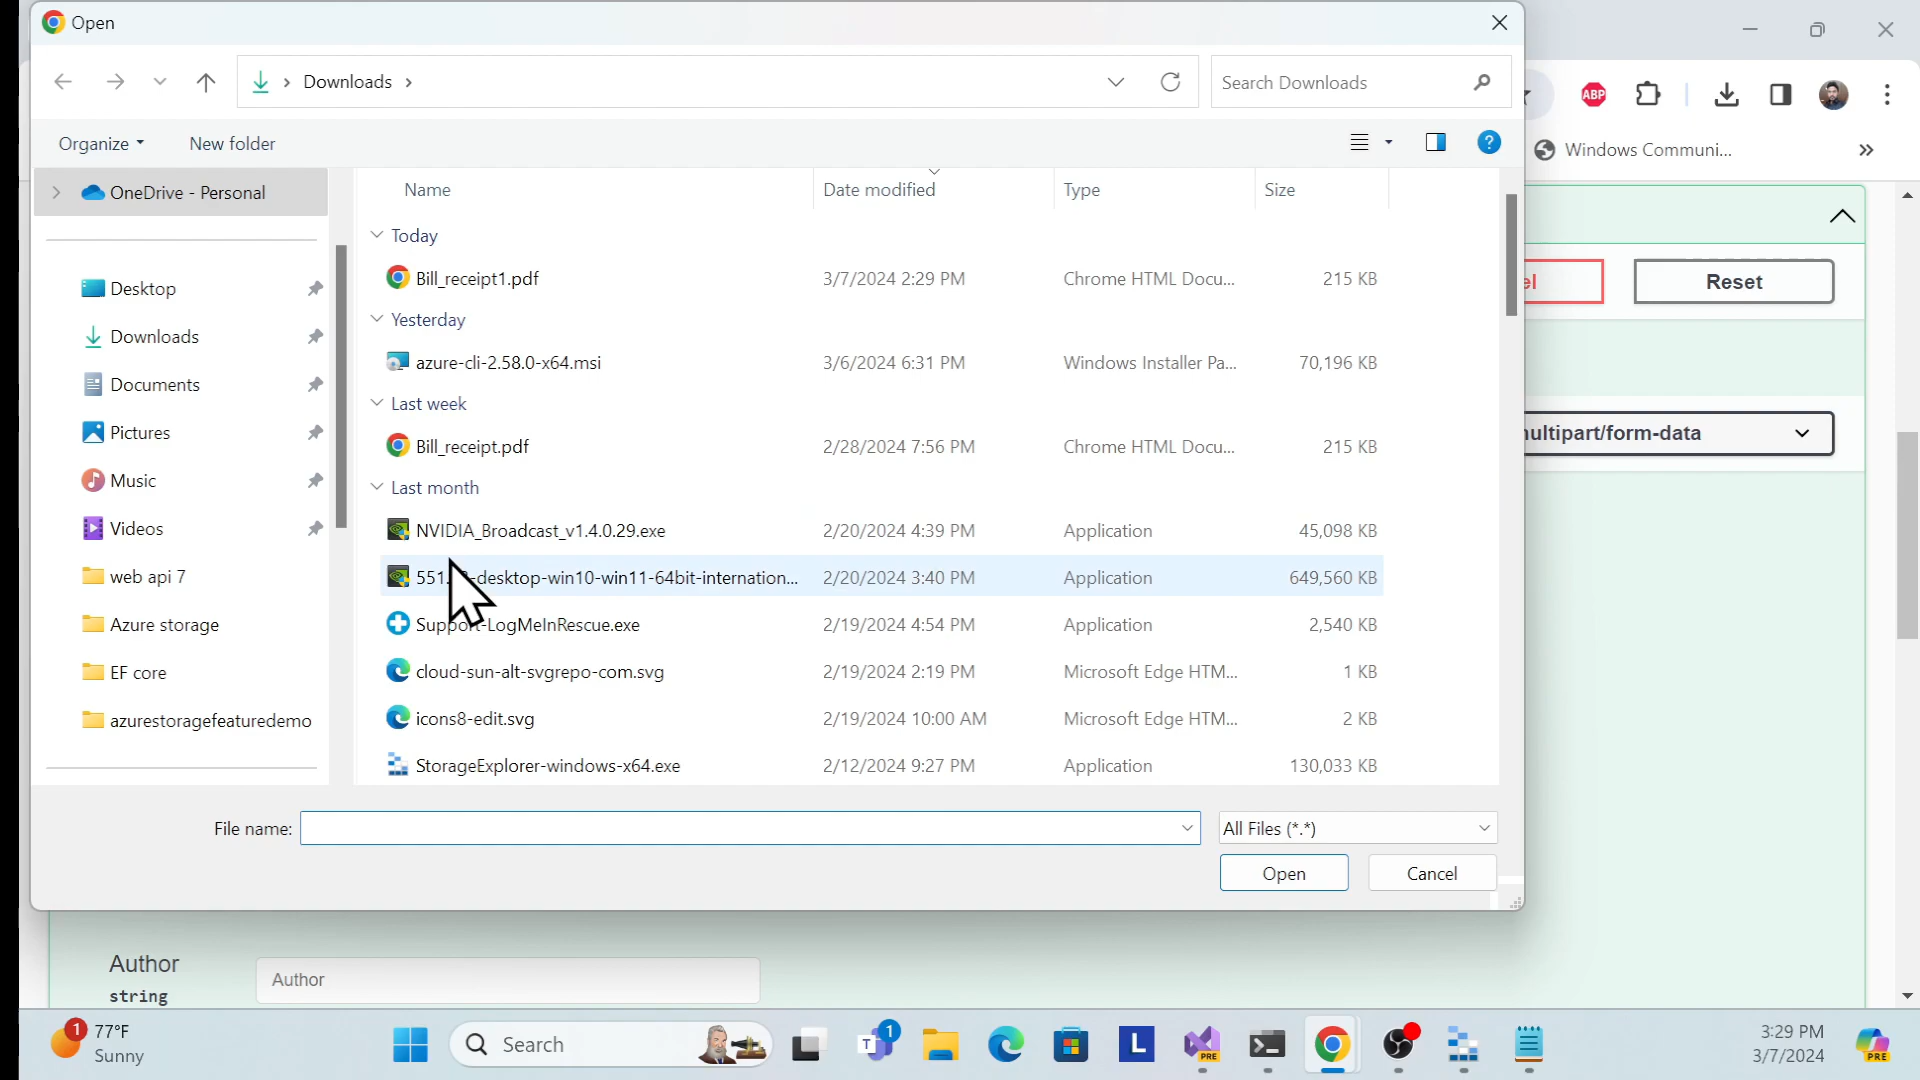 Open
Downloads
Search Downloads
ABP
Organize
New folder
?
Windows Communi...
OneDrive - Personal
Name
Date modified
Type
Size
Today
Bill_receipt1.pdf 3/7/2024 2:29 PM Chrome HTML Docu... 215 KB
el
Reset
Desktop
Yesterday
Downloads
azure-cli-2.58.0-x64.msi 3/6/2024 6:31 PM Windows Installer Pa... 70,196 KB
Documents
Last week
Pictures
Bill_receipt.pdf 2/28/2024 7:56 PM Chrome HTML Docu... 215 KB
multipart/form-data
Music
Last month
Videos
NVIDIA_Broadcast_v1.4.0.29.exe 2/20/2024 4:39 PM Application 45,098 KB
web api 7
-desktop-win10-win11-64bit-internation... 2/20/2024 3:40 PM Application 649,560 KB
Azure storage
Support-LogMeInRescue.exe 2/19/2024 4:54 PM Application 2,540 KB
EF core
cloud-sun-alt-svgrepo-com.svg 2/19/2024 2:19 PM Microsoft Edge HTM... 1 KB
azurestoragefeaturedemo
icons8-edit.svg 2/19/2024 10:00 AM Microsoft Edge HTM... 2 KB
StorageExplorer-windows-x64.exe 2/12/2024 9:27 PM Application 130,033 KB
File name:
All Files (*.*)
Open
Cancel
Author
string
Author
1
77°F
Sunny
Search
T
1
L
PRE
3:29 PM
3/7/2024
PRE